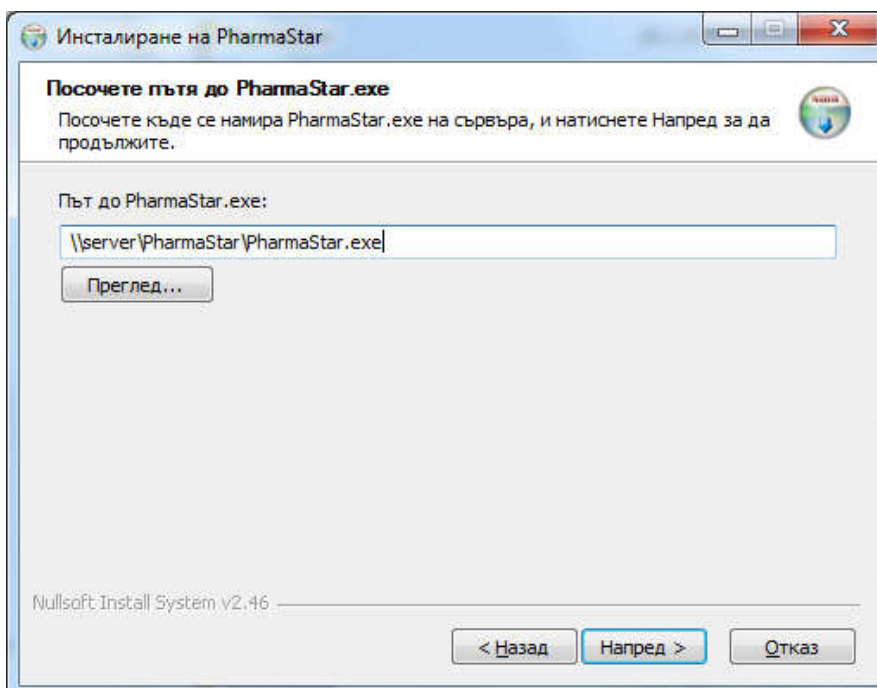 Инсталиране на PharmaStar
Посочете пътя до PharmaStar.exe
Посочете къде се намира PharmaStar.exe на сървъра, и натиснете Напред за да
продължите.
Път до PharmaStar.exe:
\\server\PharmaStar\PharmaStar.exe
Преглед...
Nullsoft Install System v2.46
< Назад
Напред >
Отказ